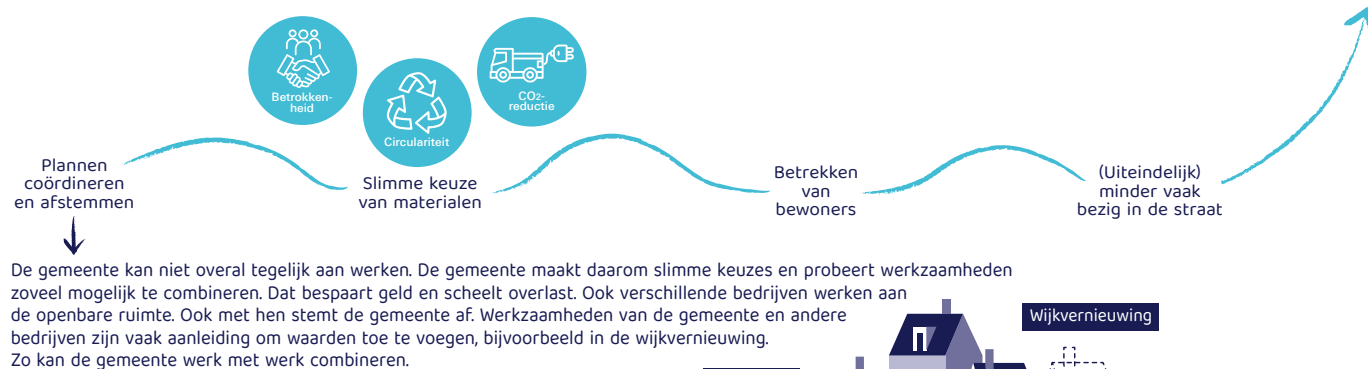 Betrokken-
heid
Circulariteit
CO2-
reductie
Plannen
coördineren
en afstemmen
Slimme keuze
van materialen
Betrekken
van
bewoners
(Uiteindelijk)
minder vaak
bezig in de straat
De gemeente kan niet overal tegelijk aan werken. De gemeente maakt daarom slimme keuzes en probeert werkzaamheden
zoveel mogelijk te combineren. Dat bespaart geld en scheelt overlast. Ook verschillende bedrijven werken aan
de openbare ruimte. Ook met hen stemt de gemeente af. Werkzaamheden van de gemeente en andere
bedrijven zijn vaak aanleiding om waarden toe te voegen, bijvoorbeeld in de wijkvernieuwing.
Zo kan de gemeente werk met werk combineren.
Wijkvernieuwing